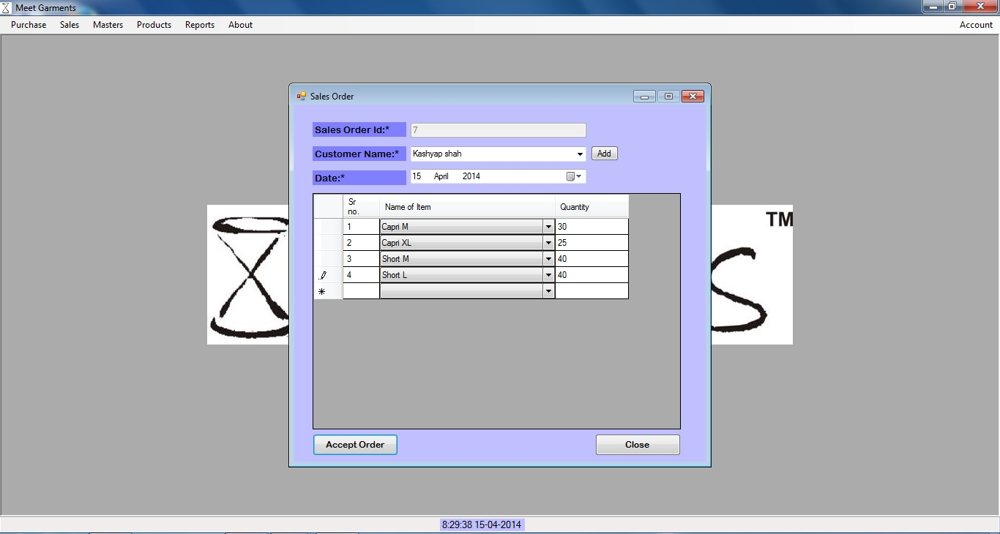 Meet Garments
Purchase Sales Masters Products Reports About Account
Sales Order
Sales Order Id:* 7
Customer Name:* Kashyap shah Add
Date:* 15 April 2014
Sr no. Name of Item Quantity
1 Capri M 30
2 Capri XL 25
3 Short M 40
4 Short L 40
TM
S
Accept Order Close
8:29:38 15-04-2014